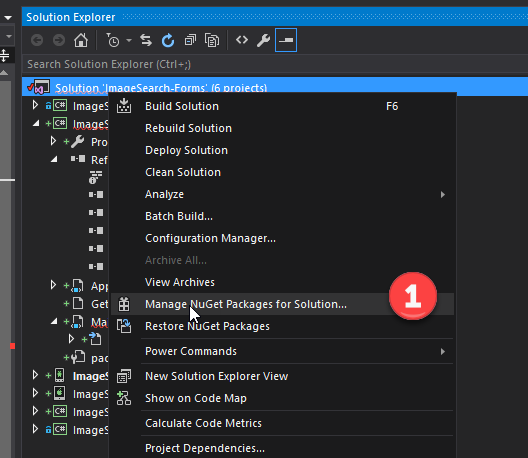 Solution Explorer
Search Solution Explorer (Ctrl+;)
Solution 'ImageSearch-Forms' (6 projects)
ImageS
Build Solution F6
ImageS
Rebuild Solution
Pro
Deploy Solution
Ref
Clean Solution
Analyze
Batch Build...
Configuration Manager...
Archive All...
App
View Archives
Get
Manage NuGet Packages for Solution...
1
Ma
Restore NuGet Packages
Power Commands
pac
ImageS
New Solution Explorer View
ImageS
Show on Code Map
ImageS
Calculate Code Metrics
ImageS
Project Dependencies...